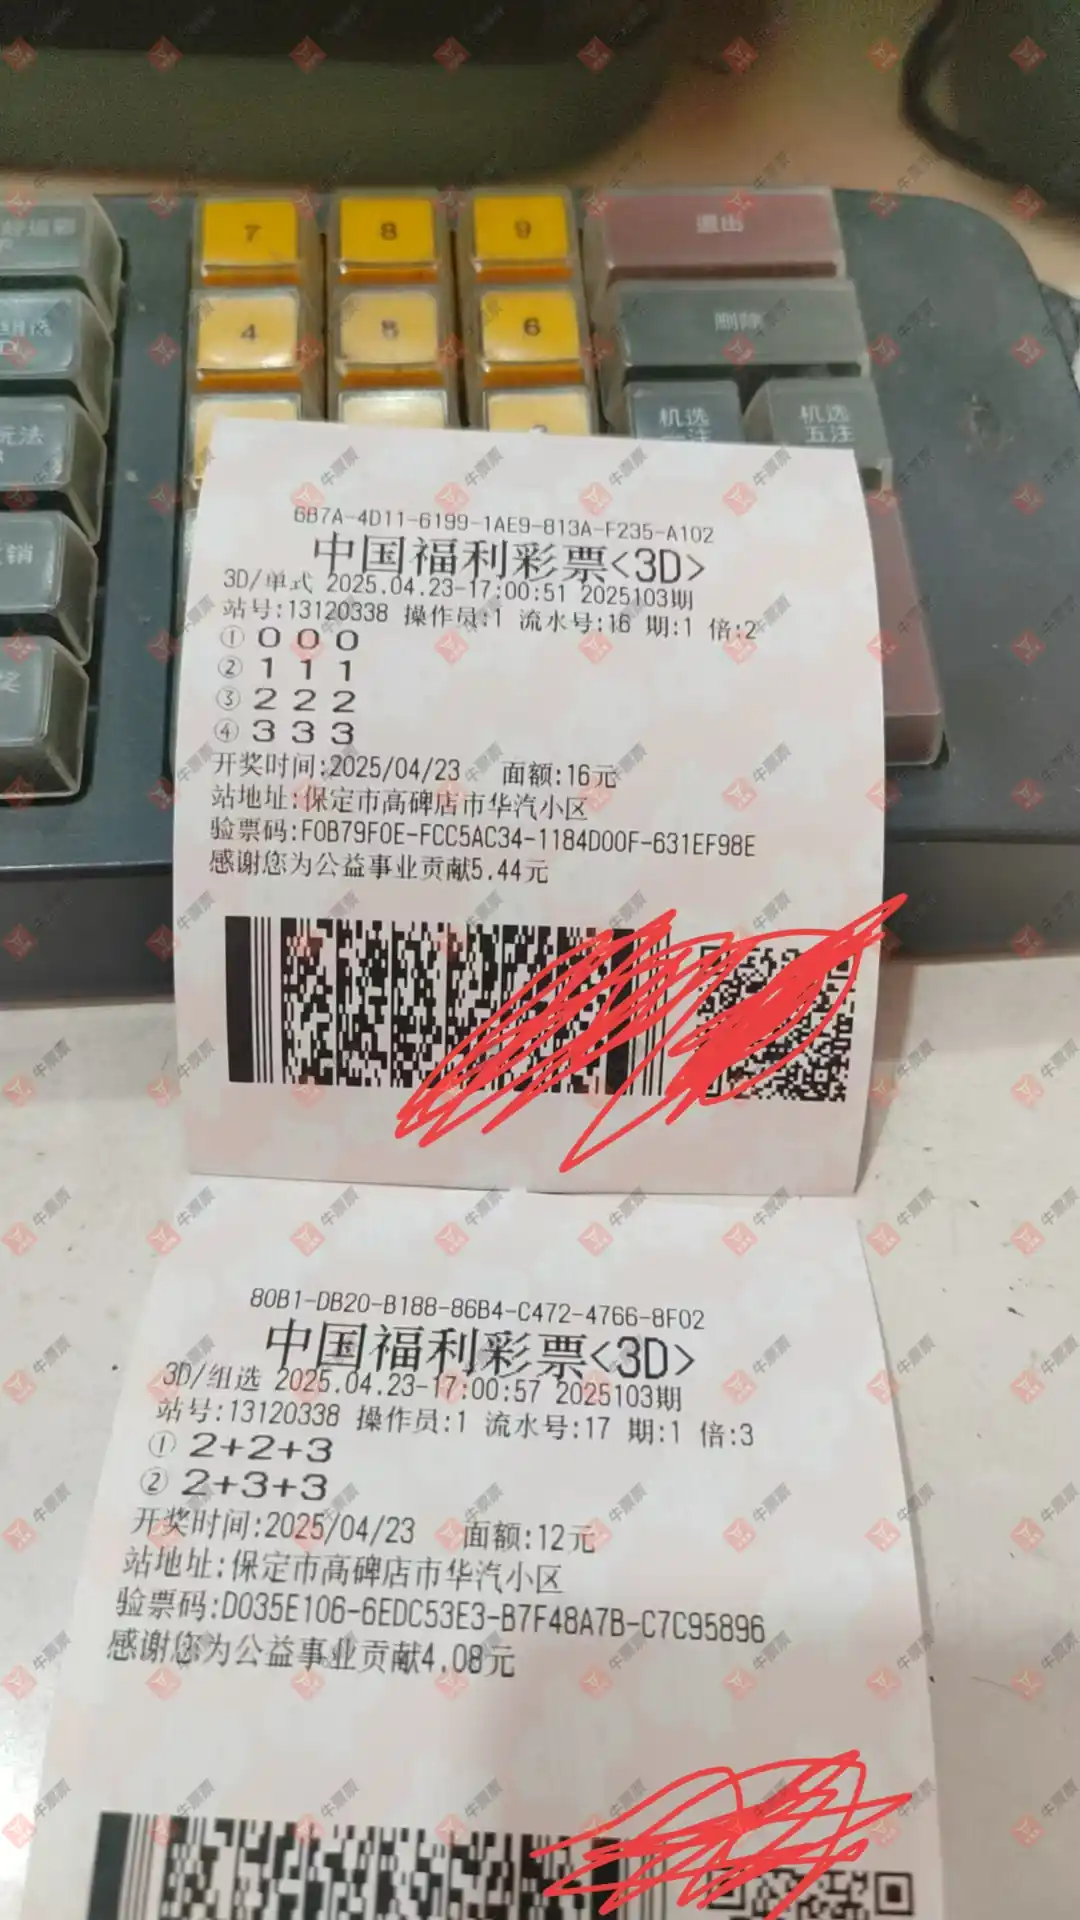 7 8 9 退出
4 5 6 删除
玩法 机选一注 机选五注
销
奖
6B7A-4D11-6199-1AE9-813A-F235-A102
中国福利彩票<3D>
3D/单式 2025.04.23-17:00:51 2025103期
站号:13120338 操作员:1 流水号:16 期:1 倍:2
① 0 0 0
② 1 1 1
③ 2 2 2
④ 3 3 3
开奖时间:2025/04/23 面额:16元
站地址:保定市高碑店市华汽小区
验票码:F0B79F0E-FCC5AC34-1184D00F-631EF98E
感谢您为公益事业贡献5.44元
80B1-DB20-B188-86B4-C472-4766-8F02
中国福利彩票<3D>
3D/组选 2025.04.23-17:00:57 2025103期
站号:13120338 操作员:1 流水号:17 期:1 倍:3
① 2+2+3
② 2+3+3
开奖时间:2025/04/23 面额:12元
站地址:保定市高碑店市华汽小区
验票码:D035E106-6EDC53E3-B7F48A7B-C7C95896
感谢您为公益事业贡献4.08元
牛票票